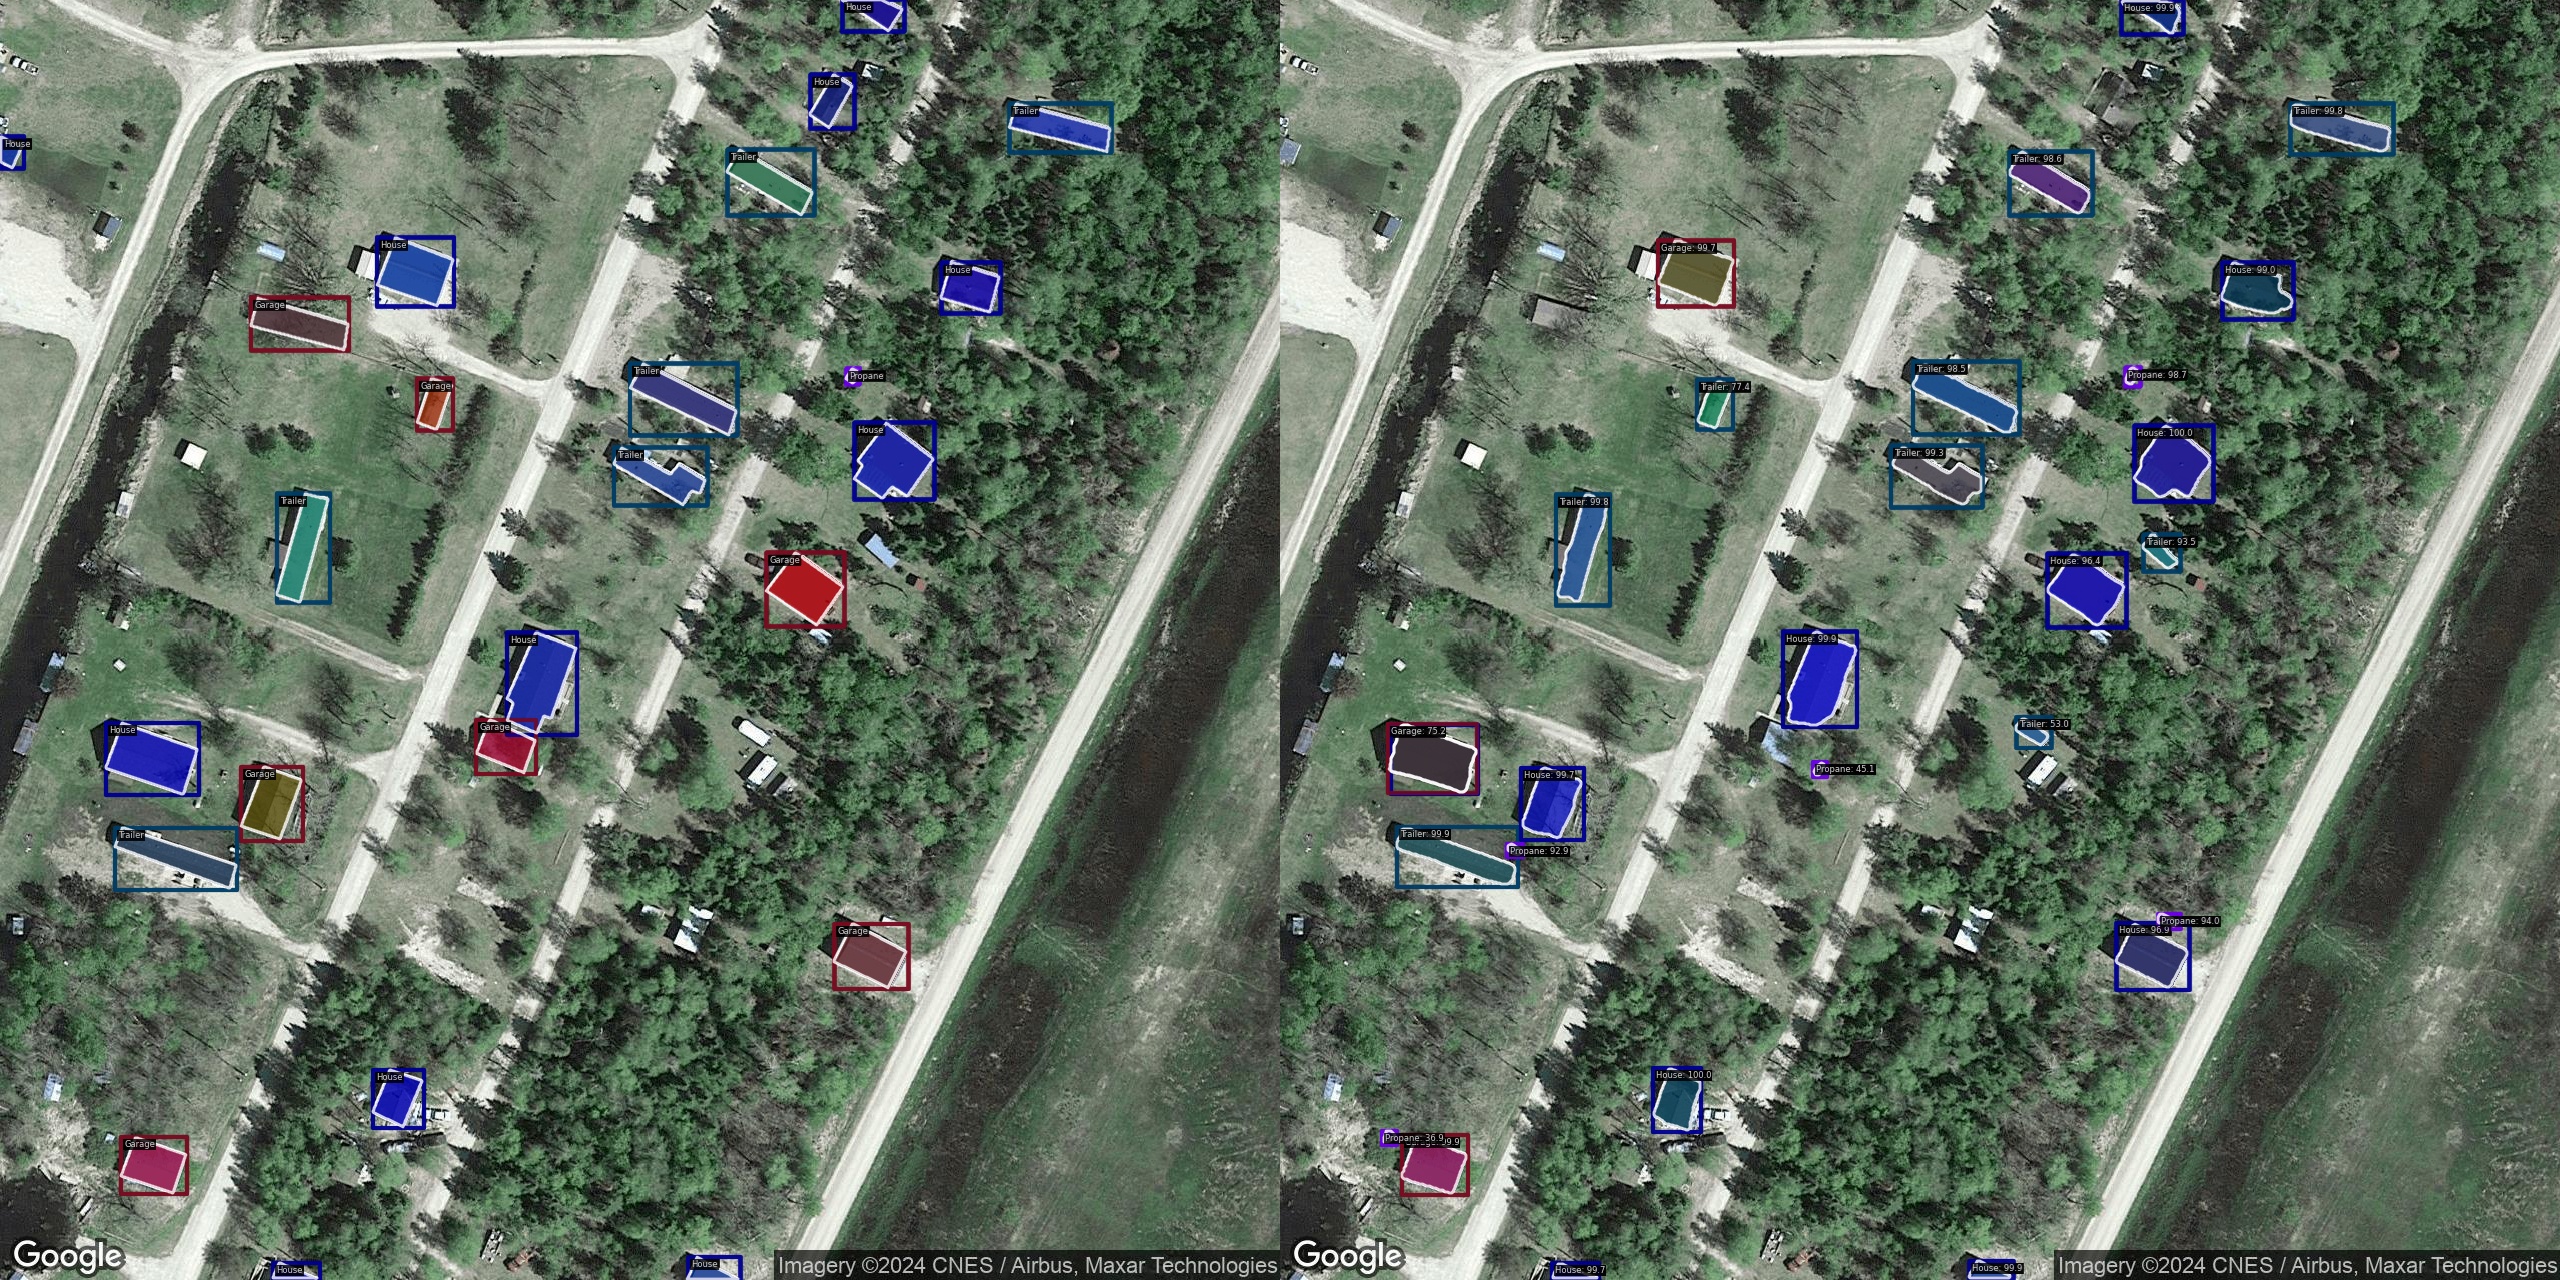 House
House
Trailer
House
Trailer
House
House
Garage
Trailer
Propane
Garage
House
Trailer
Trailer
Garage
House
Garage
House
Garage
Trailer
Garage
House
Garage
House
House
Google
Imagery ©2024 CNES / Airbus, Maxar Technologies
House: 99.9
Trailer: 99.8
Trailer: 98.6
Garage: 99.7
House: 99.0
Trailer: 98.5
Propane: 98.7
Trailer: 77.4
House: 100.0
Trailer: 99.3
Trailer: 99.8
Trailer: 93.5
House: 96.4
House: 99.9
Trailer: 53.0
Garage: 75.2
Propane: 45.1
House: 99.7
Trailer: 99.9
Propane: 92.9
Propane: 94.0
House: 96.9
House: 100.0
Propane: 36.9
House: 99.7
House: 99.9
Google
Imagery ©2024 CNES / Airbus, Maxar Technologies